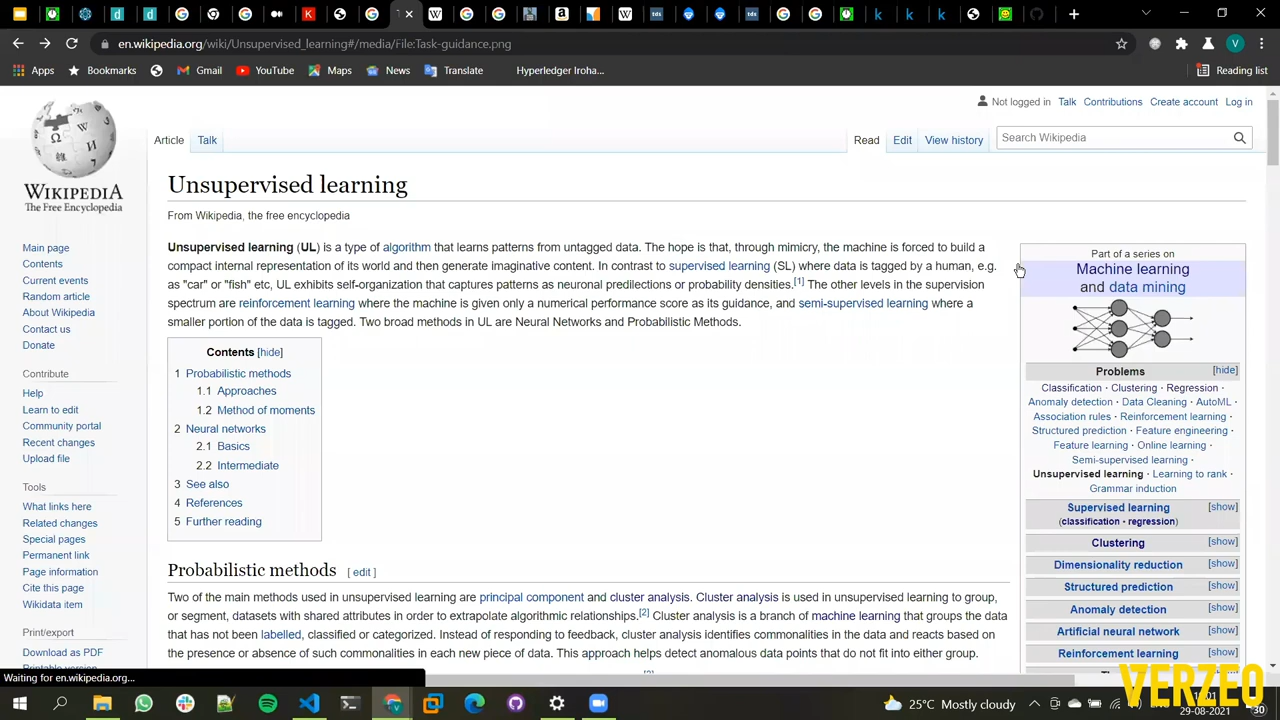 en.wikipedia.org/wiki/Unsupervised_learning#/media/File:Task-guidance.png
Apps Bookmarks Gmail YouTube Maps News Translate Hyperledger Iroha... Reading list
Not logged in Talk Contributions Create account Log in
Article Talk Read Edit View history Search Wikipedia
WIKIPEDIA
The Free Encyclopedia
Main page
Contents
Current events
Random article
About Wikipedia
Contact us
Donate
Contribute
Help
Learn to edit
Community portal
Recent changes
Upload file
Tools
What links here
Related changes
Special pages
Permanent link
Page information
Cite this page
Wikidata item
Print/export
Download as PDF
Printable version
Unsupervised learning
From Wikipedia, the free encyclopedia
Unsupervised learning (UL) is a type of algorithm that learns patterns from untagged data. The hope is that, through mimicry, the machine is forced to build a
compact internal representation of its world and then generate imaginative content. In contrast to supervised learning (SL) where data is tagged by a human, e.g.
as "car" or "fish" etc, UL exhibits self-organization that captures patterns as neuronal predilections or probability densities.[1] The other levels in the supervision
spectrum are reinforcement learning where the machine is given only a numerical performance score as its guidance, and semi-supervised learning where a
smaller portion of the data is tagged. Two broad methods in UL are Neural Networks and Probabilistic Methods.
Contents [hide]
1 Probabilistic methods
1.1 Approaches
1.2 Method of moments
2 Neural networks
2.1 Basics
2.2 Intermediate
3 See also
4 References
5 Further reading
Probabilistic methods [ edit ]
Two of the main methods used in unsupervised learning are principal component and cluster analysis. Cluster analysis is used in unsupervised learning to group,
or segment, datasets with shared attributes in order to extrapolate algorithmic relationships.[2] Cluster analysis is a branch of machine learning that groups the data
that has not been labelled, classified or categorized. Instead of responding to feedback, cluster analysis identifies commonalities in the data and reacts based on
the presence or absence of such commonalities in each new piece of data. This approach helps detect anomalous data points that do not fit into either group.
Part of a series on
Machine learning
and data mining
Problems [hide]
Classification · Clustering · Regression ·
Anomaly detection · Data Cleaning · AutoML ·
Association rules · Reinforcement learning ·
Structured prediction · Feature engineering ·
Feature learning · Online learning ·
Semi-supervised learning ·
Unsupervised learning · Learning to rank ·
Grammar induction
Supervised learning [show]
(classification · regression)
Clustering [show]
Dimensionality reduction [show]
Structured prediction [show]
Anomaly detection [show]
Artificial neural network [show]
Reinforcement learning [show]
Waiting for en.wikipedia.org...
VERZEO
25°C Mostly cloudy
29-08-2021 30